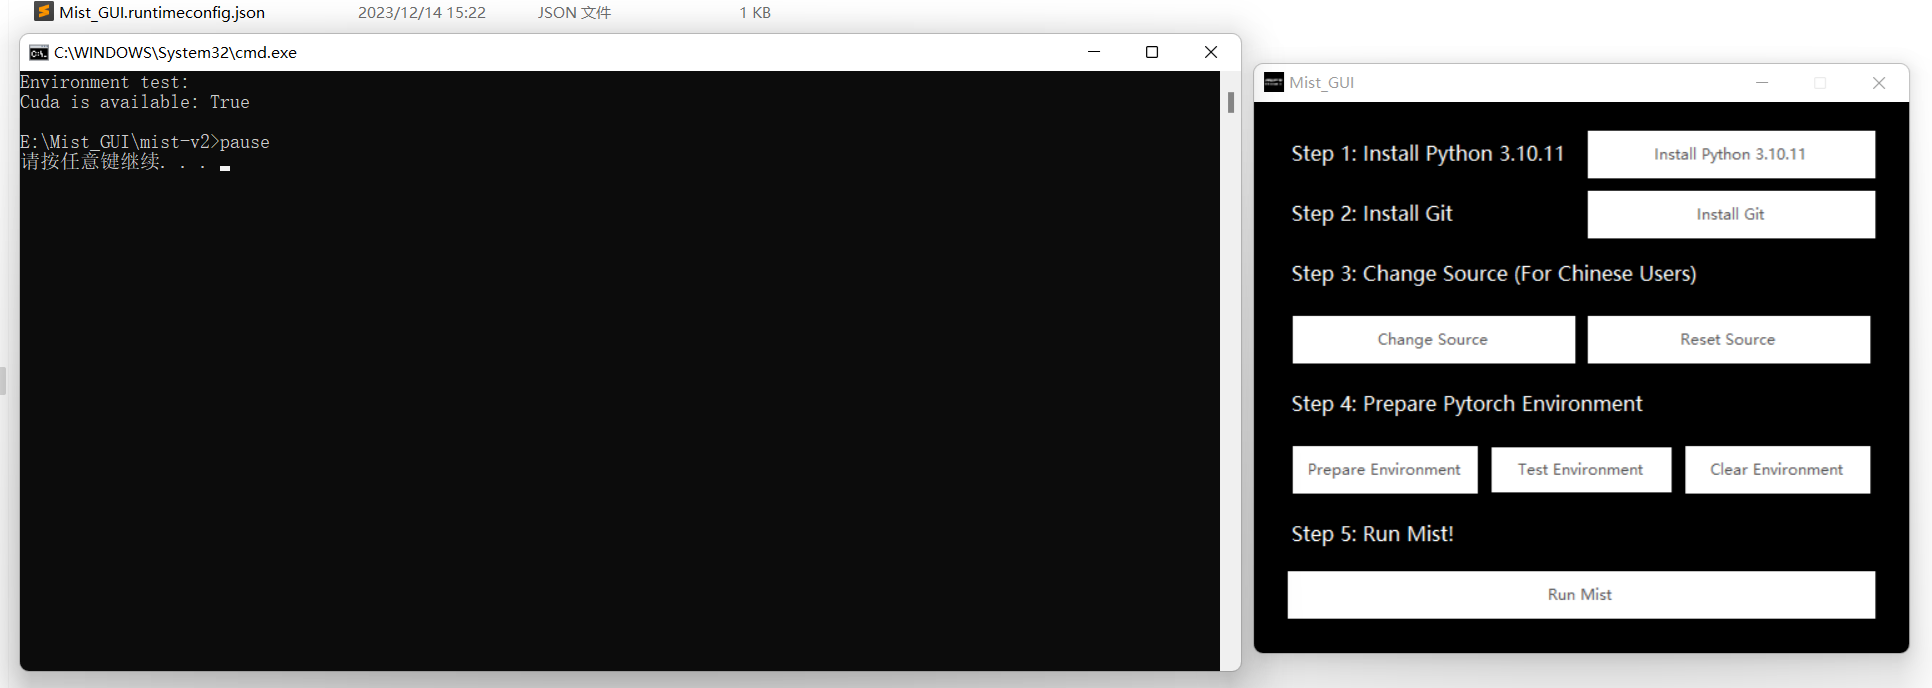 Mist_GUI.runtimeconfig.json 2023/12/14 15:22 JSON 文件 1 KB
C:\WINDOWS\System32\cmd.exe
Environment test:
Cuda is available: True
E:\Mist_GUI\mist-v2>pause
请按任意键继续. . .
Mist_GUI
Step 1: Install Python 3.10.11
Install Python 3.10.11
Step 2: Install Git
Install Git
Step 3: Change Source (For Chinese Users)
Change Source
Reset Source
Step 4: Prepare Pytorch Environment
Prepare Environment
Test Environment
Clear Environment
Step 5: Run Mist!
Run Mist